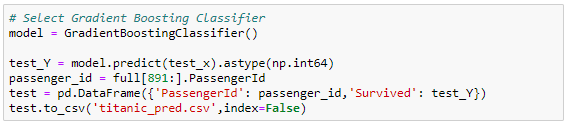 # Select Gradient Boosting Classifier
model = GradientBoostingClassifier()
test_Y = model.predict(test_x).astype(np.int64)
passenger_id = full[891:].PassengerId
test = pd.DataFrame({'PassengerId': passenger_id,'Survived': test_Y})
test.to_csv('titanic_pred.csv',index=False)